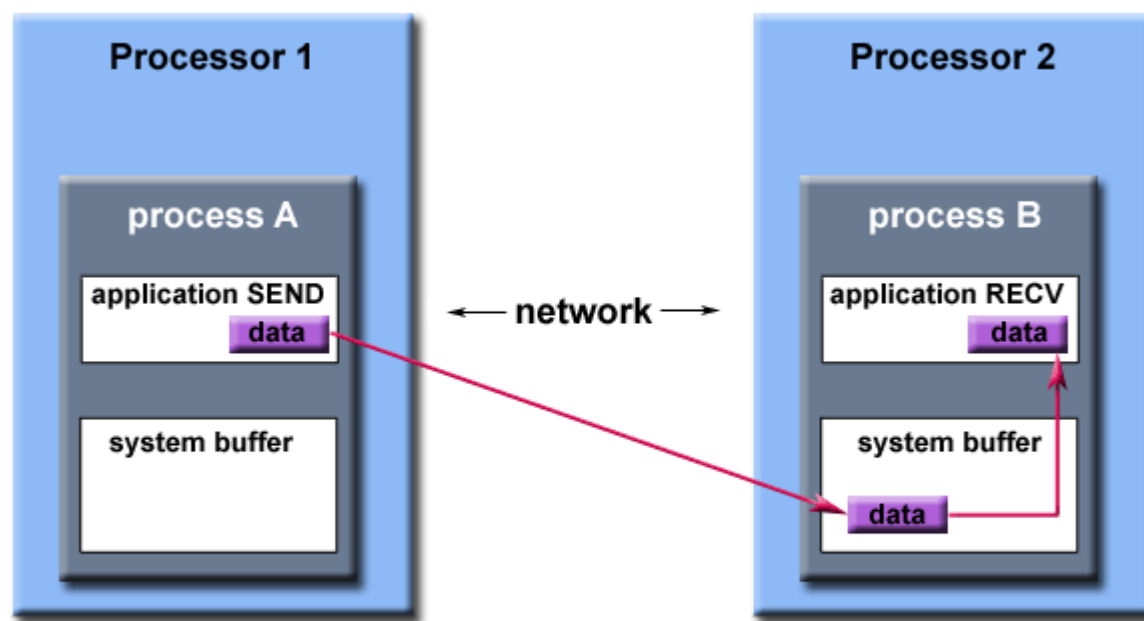 Processor 1
process A
application SEND
data
system buffer
network
Processor 2
process B
application RECV
data
system buffer
data